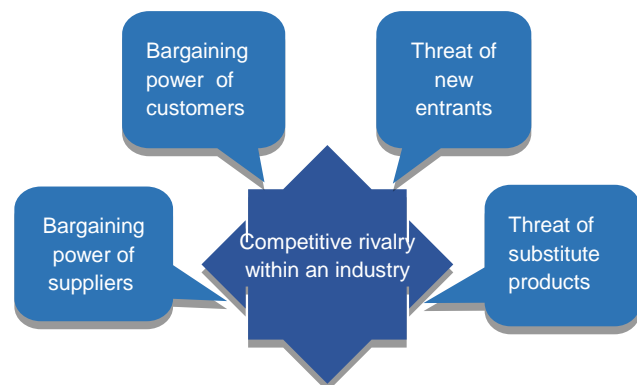 Bargaining
power of
customers
Threat of
new
entrants
Bargaining
power of
suppliers
Competitive rivalry
within an industry
Threat of
substitute
products